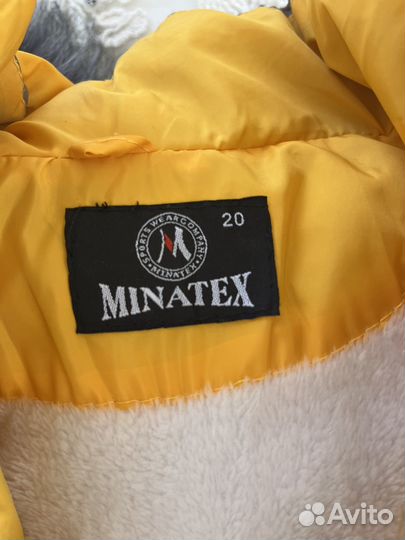 20
SPORTS WEAR COMPANY
• MINATEX •
M
MINATEX
Avito